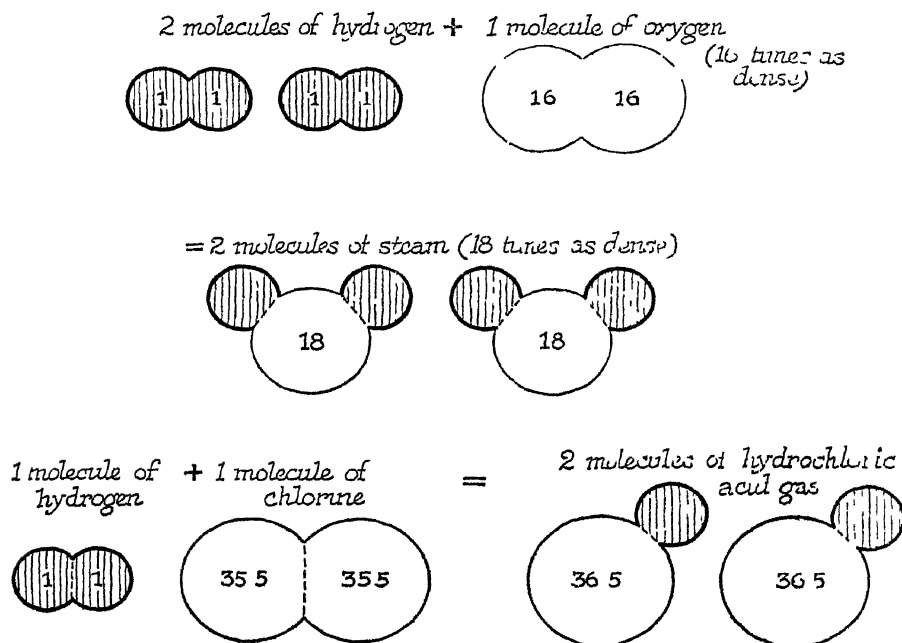 2 molecules of hydrogen + 1 molecule of oxygen
(16 times as
dense)
1 1 1 1 16 16
= 2 molecules of steam (18 times as dense)
18 18
1 molecule of + 1 molecule of = 2 molecules of hydrochloric
hydrogen chlorine acid gas
1 1 35 5 35 5 36 5 36 5